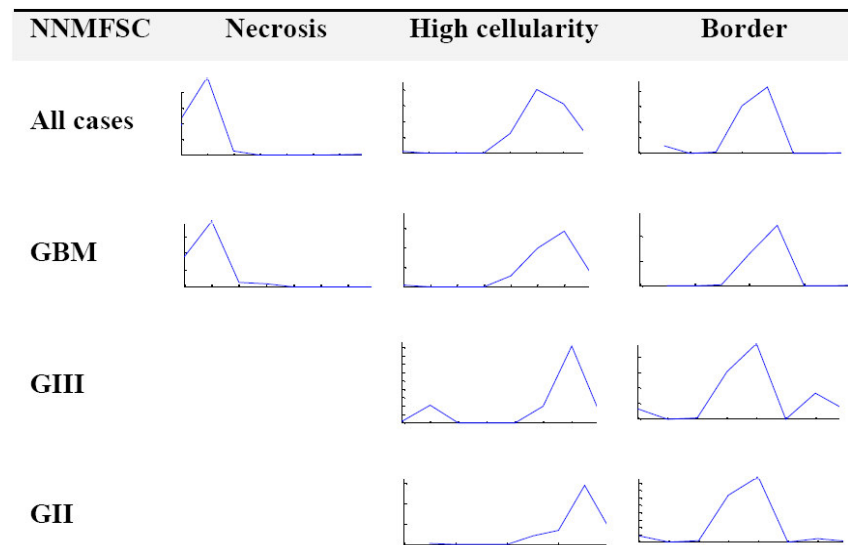 NNMFSC Necrosis High cellularity Border
All cases
GBM
GIII
GII